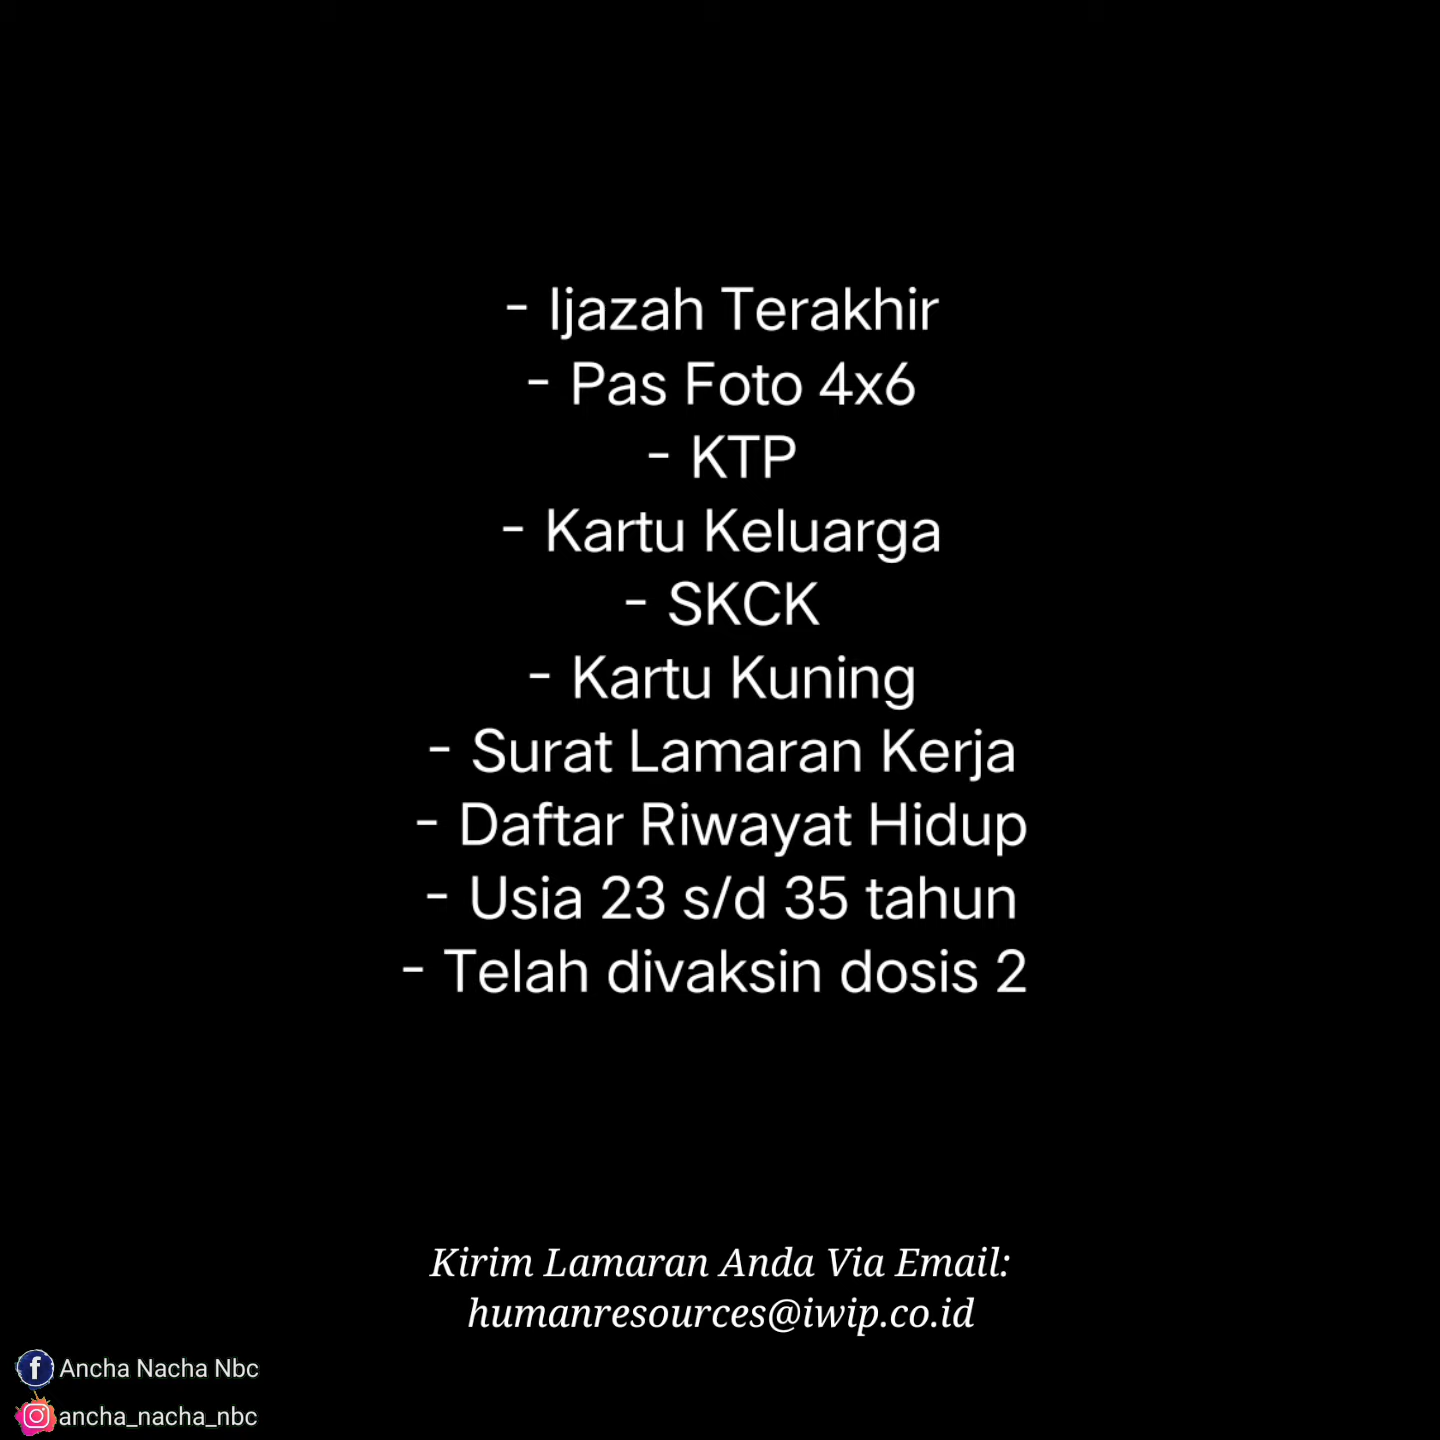 - Ijazah Terakhir
- Pas Foto 4x6
- KTP
- Kartu Keluarga
- SKCK
- Kartu Kuning
- Surat Lamaran Kerja
- Daftar Riwayat Hidup
- Usia 23 s/d 35 tahun
- Telah divaksin dosis 2
Kirim Lamaran Anda Via Email:
humanresources@iwip.co.id
Ancha Nacha Nbc
ancha_nacha_nbc